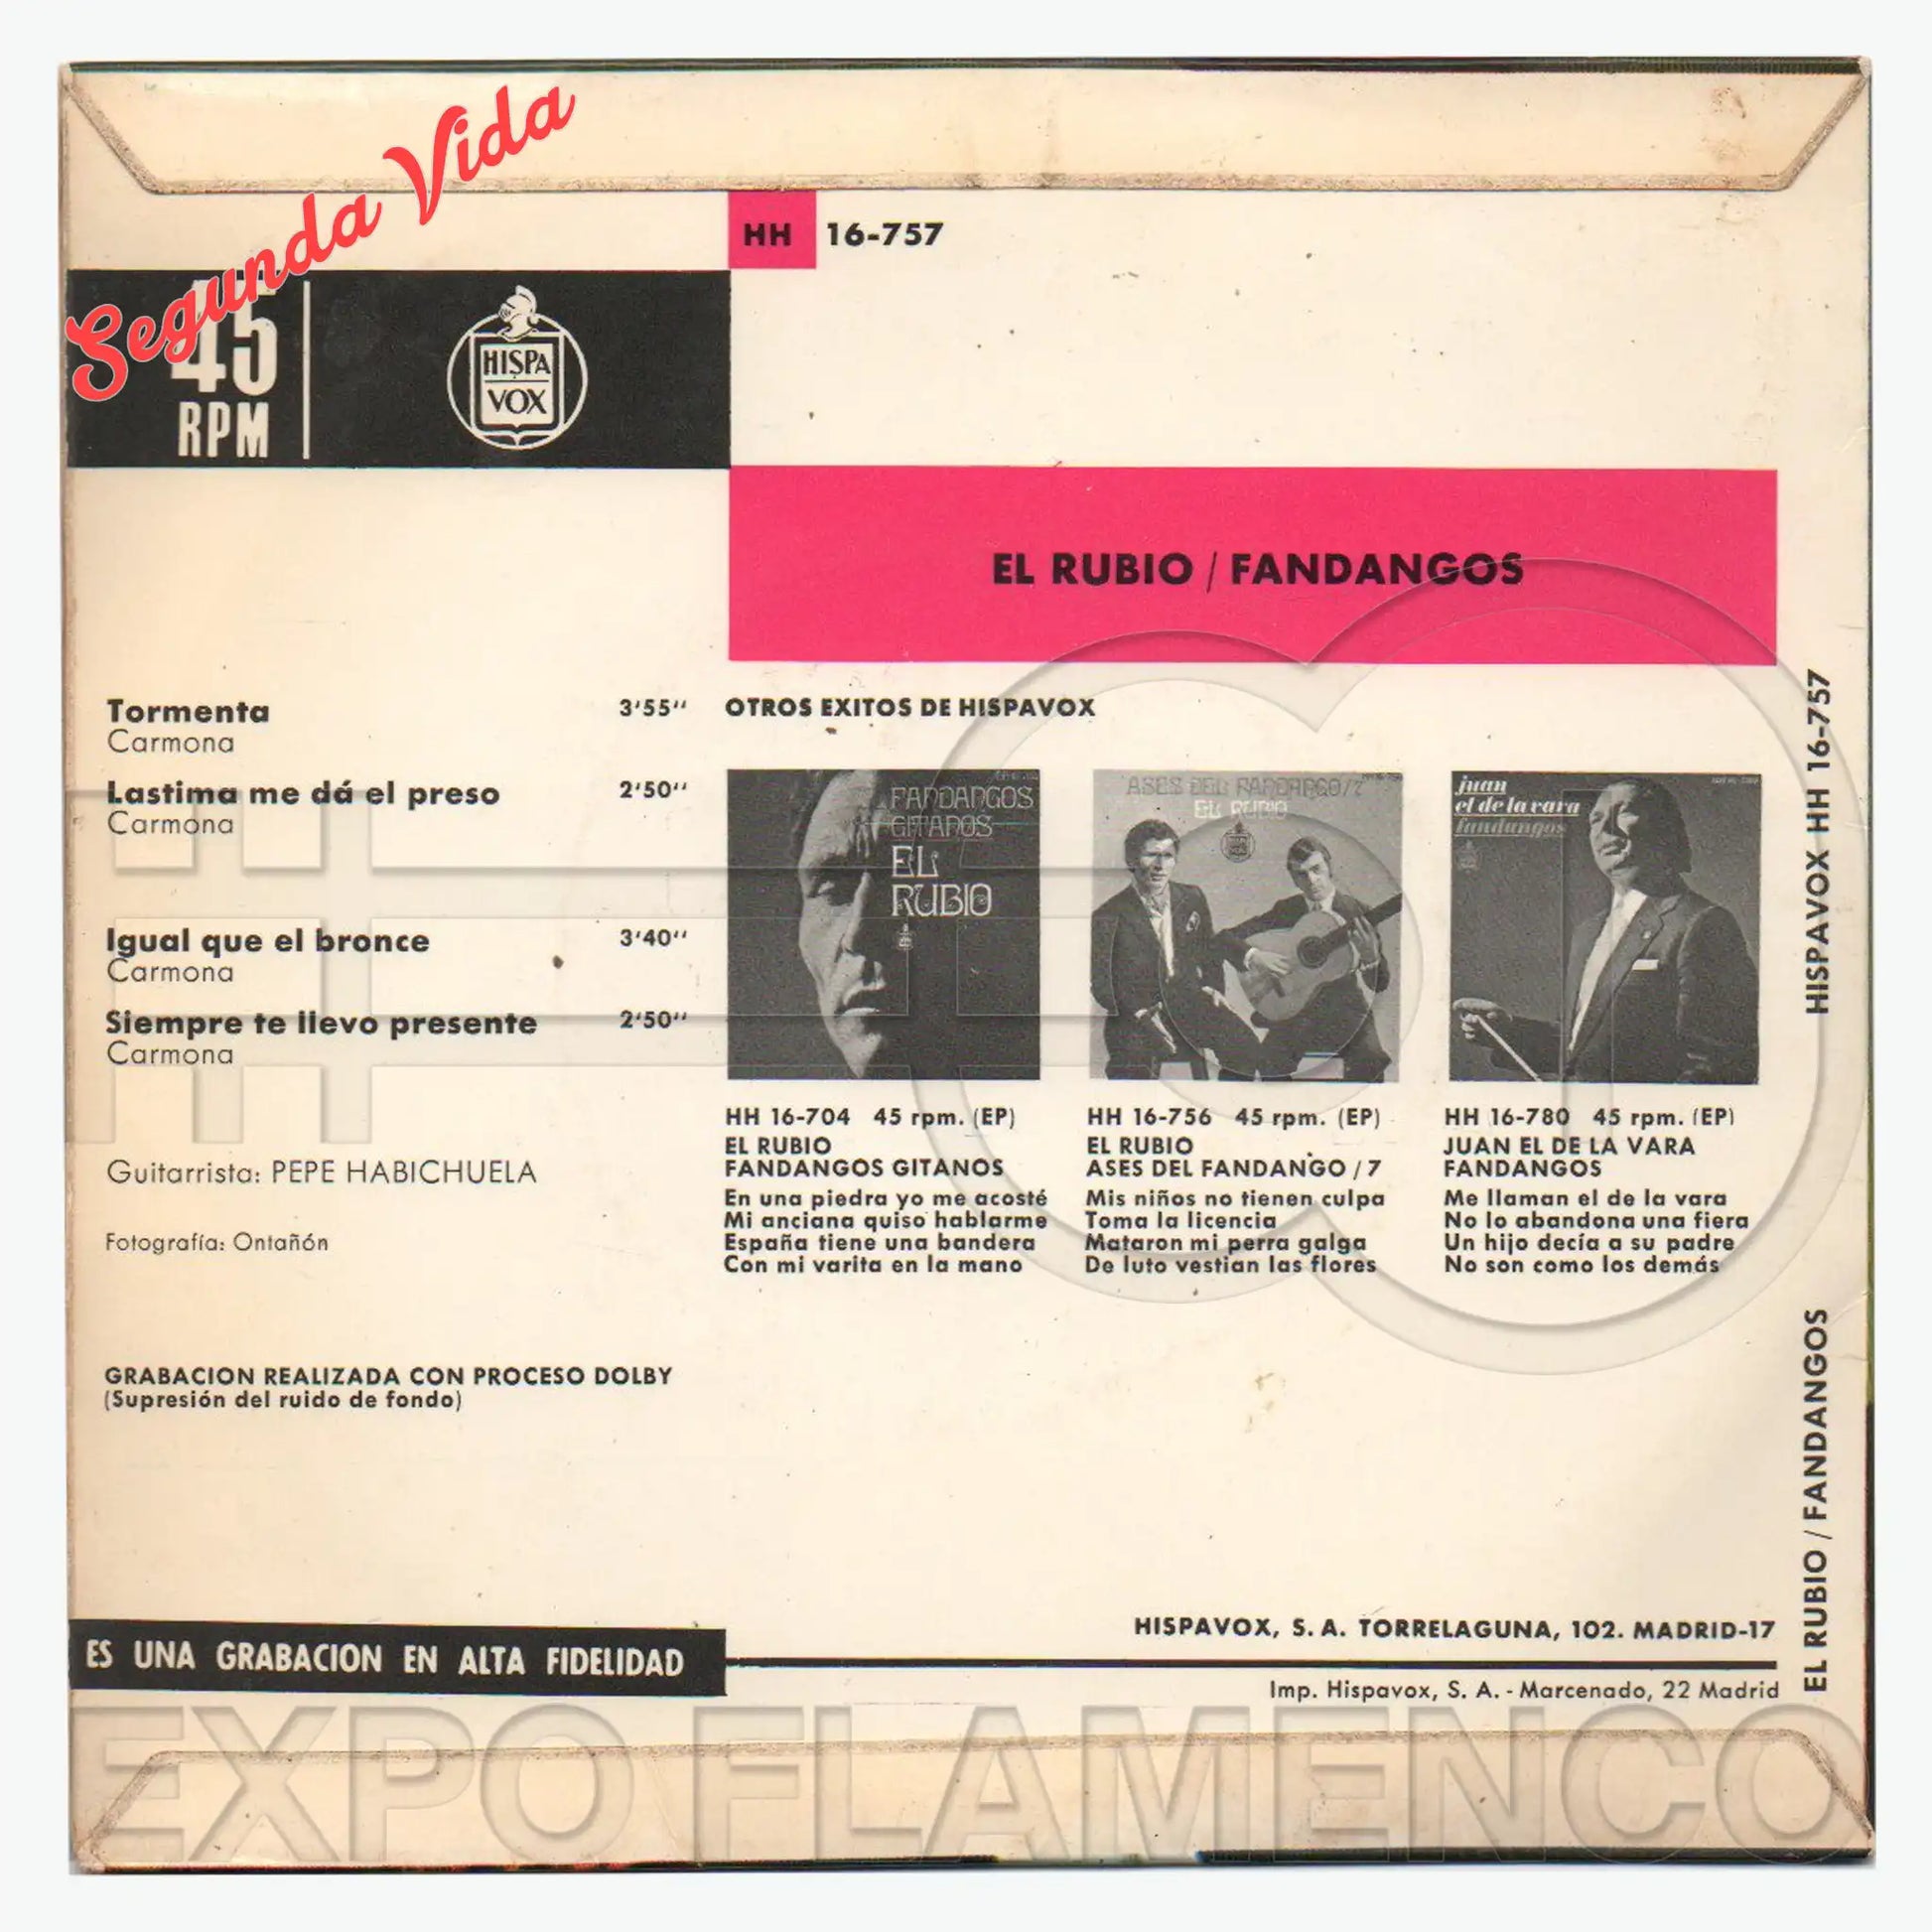 Segunda Vida
HH 16-757
45
RPM
HISPA
VOX
EL RUBIO / FANDANGOS
Tormenta 3'55''
Carmona
Lastima me dá el preso 2'50''
Carmona
Igual que el bronce 3'40''
Carmona
Siempre te llevo presente 2'50''
Carmona
Guitarrista: PEPE HABICHUELA
Fotografía: Ontañón
GRABACION REALIZADA CON PROCESO DOLBY
(Supresión del ruido de fondo)
OTROS EXITOS DE HISPAVOX
FANDANGOS
GITANOS
EL
RUBIO
HH 16-704 45 rpm. (EP)
EL RUBIO
FANDANGOS GITANOS
En una piedra yo me acosté
Mi anciana quiso hablarme
España tiene una bandera
Con mi varita en la mano
ASES DEL FANDANGO/7
EL RUBIO
HH 16-756 45 rpm. (EP)
EL RUBIO
ASES DEL FANDANGO / 7
Mis niños no tienen culpa
Toma la licencia
Mataron mi perra galga
De luto vestian las flores
juan
el de la vara
fandangos
HH 16-780 45 rpm. (EP)
JUAN EL DE LA VARA
FANDANGOS
Me llaman el de la vara
No lo abandona una fiera
Un hijo decía a su padre
No son como los demás
HISPAVOX HH 16-757
EL RUBIO / FANDANGOS
ES UNA GRABACION EN ALTA FIDELIDAD
HISPAVOX, S. A. TORRELAGUNA, 102. MADRID-17
Imp. Hispavox, S. A. - Marcenado, 22 Madrid
EXPO FLAMENCO